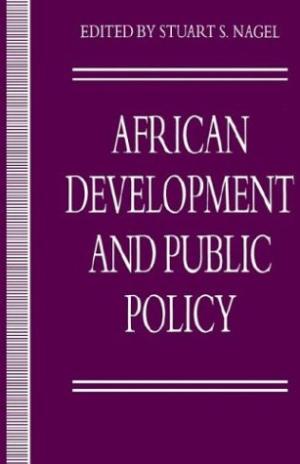 EDITED BY STUART S. NAGEL
AFRICAN
DEVELOPMENT
AND PUBLIC
POLICY